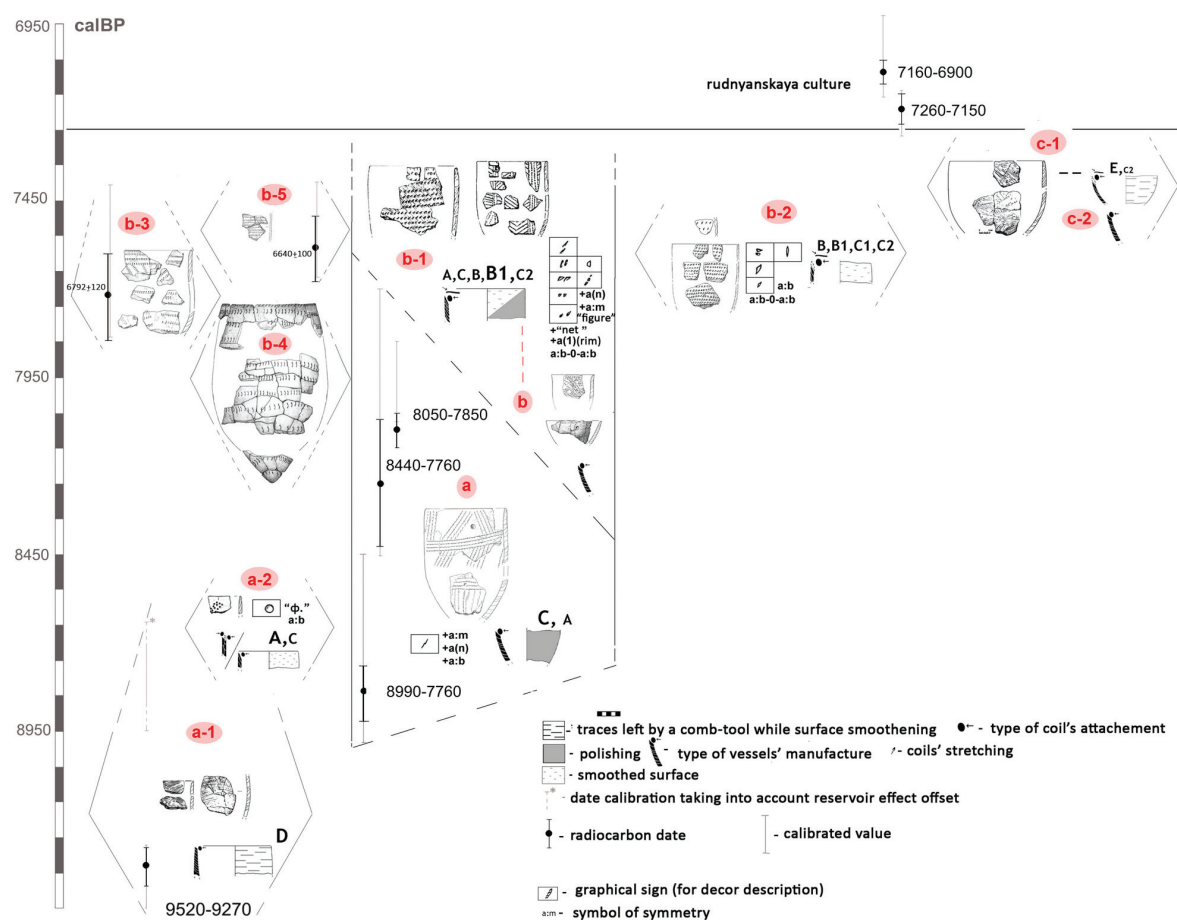 6950
calBP
7160-6900
rudnyanskaya culture
7260-7150
c-1
E,C2
7450
b-5
b-3
b-2
c-2
6640±100
b-1
B,B1,C1,C2
A,C,B,B1,C2
6792±120
a:b
a:b-0-a:b
+a(n)
+a:m
"figure"
+"net "
+a(1)(rim)
a:b-0-a:b
b-4
7950
b
8050-7850
8440-7760
a
8450
a-2
"ф."
a:b
A,C
C, A
+a:m
+a(n)
+a:b
8990-7760
8950
a-1
- traces left by a comb-tool while surface smoothening
- type of coil's attachement
- polishing
- type of vessels' manufacture
- coils' stretching
- smoothed surface
* - date calibration taking into account reservoir effect offset
- radiocarbon date
- calibrated value
D
9520-9270
- graphical sign (for decor description)
a:m - symbol of symmetry